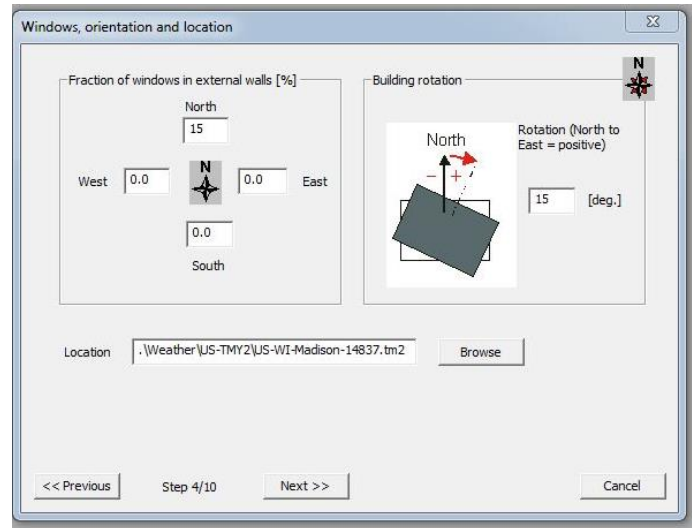 Windows, orientation and location
Fraction of windows in external walls [%]
North
15
West
0.0
N
0.0
East
0.0
South
Building rotation
N
North
- +
Rotation (North to
East = positive)
15 [deg.]
Location
.\Weather\US-TMY2\US-WI-Madison-14837.tm2
Browse
<< Previous
Step 4/10
Next >>
Cancel